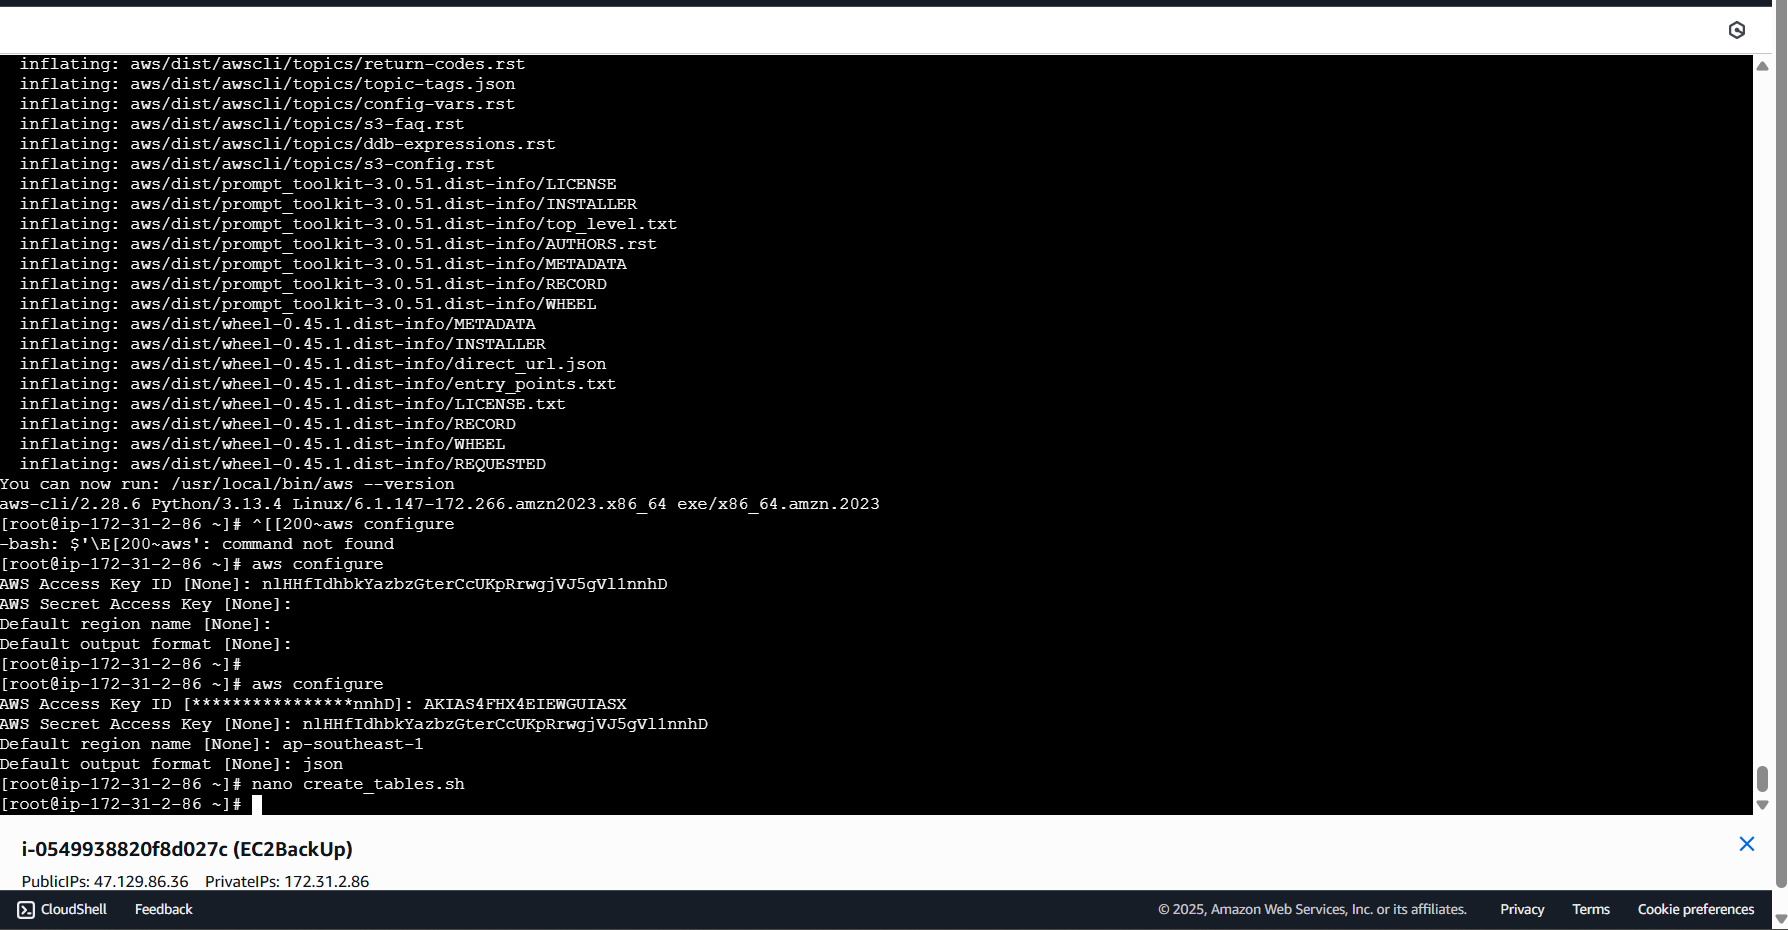 inflating: aws/dist/awscli/topics/return-codes.rst
inflating: aws/dist/awscli/topics/topic-tags.json
inflating: aws/dist/awscli/topics/config-vars.rst
inflating: aws/dist/awscli/topics/s3-faq.rst
inflating: aws/dist/awscli/topics/ddb-expressions.rst
inflating: aws/dist/awscli/topics/s3-config.rst
inflating: aws/dist/prompt_toolkit-3.0.51.dist-info/LICENSE
inflating: aws/dist/prompt_toolkit-3.0.51.dist-info/INSTALLER
inflating: aws/dist/prompt_toolkit-3.0.51.dist-info/top_level.txt
inflating: aws/dist/prompt_toolkit-3.0.51.dist-info/AUTHORS.rst
inflating: aws/dist/prompt_toolkit-3.0.51.dist-info/METADATA
inflating: aws/dist/prompt_toolkit-3.0.51.dist-info/RECORD
inflating: aws/dist/prompt_toolkit-3.0.51.dist-info/WHEEL
inflating: aws/dist/wheel-0.45.1.dist-info/METADATA
inflating: aws/dist/wheel-0.45.1.dist-info/INSTALLER
inflating: aws/dist/wheel-0.45.1.dist-info/direct_url.json
inflating: aws/dist/wheel-0.45.1.dist-info/entry_points.txt
inflating: aws/dist/wheel-0.45.1.dist-info/LICENSE.txt
inflating: aws/dist/wheel-0.45.1.dist-info/RECORD
inflating: aws/dist/wheel-0.45.1.dist-info/WHEEL
inflating: aws/dist/wheel-0.45.1.dist-info/REQUESTED
You can now run: /usr/local/bin/aws --version
aws-cli/2.28.6 Python/3.13.4 Linux/6.1.147-172.266.amzn2023.x86_64 exe/x86_64.amzn.2023
[root@ip-172-31-2-86 ~]# ^[[200~aws configure
-bash: $'\E[200~aws': command not found
[root@ip-172-31-2-86 ~]# aws configure
AWS Access Key ID [None]: nlHHfIdhbkYazbzGterCcUKpRrwgjVJ5gVl1nnhD
AWS Secret Access Key [None]:
Default region name [None]:
Default output format [None]:
[root@ip-172-31-2-86 ~]#
[root@ip-172-31-2-86 ~]# aws configure
AWS Access Key ID [****************nnhD]: AKIAS4FHX4EIEWGUIASX
AWS Secret Access Key [None]: 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
Default region name [None]: ap-southeast-1
Default output format [None]: json
[root@ip-172-31-2-86 ~]# nano create_tables.sh
[root@ip-172-31-2-86 ~]#
i-0549938820f8d027c (EC2BackUp)
PublicIPs: 47.129.86.36 PrivateIPs: 172.31.2.86
CloudShell Feedback © 2025, Amazon Web Services, Inc. or its affiliates. Privacy Terms Cookie preferences